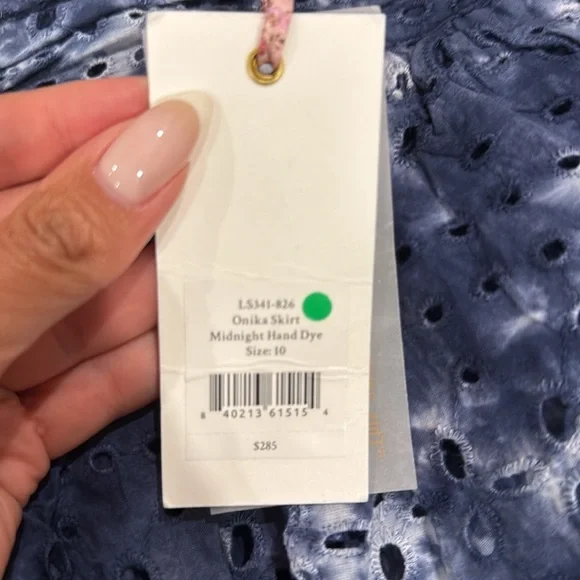 LS341-826
Onika Skirt
Midnight Hand Dye
Size: 10
8 40213 61515 4
$285